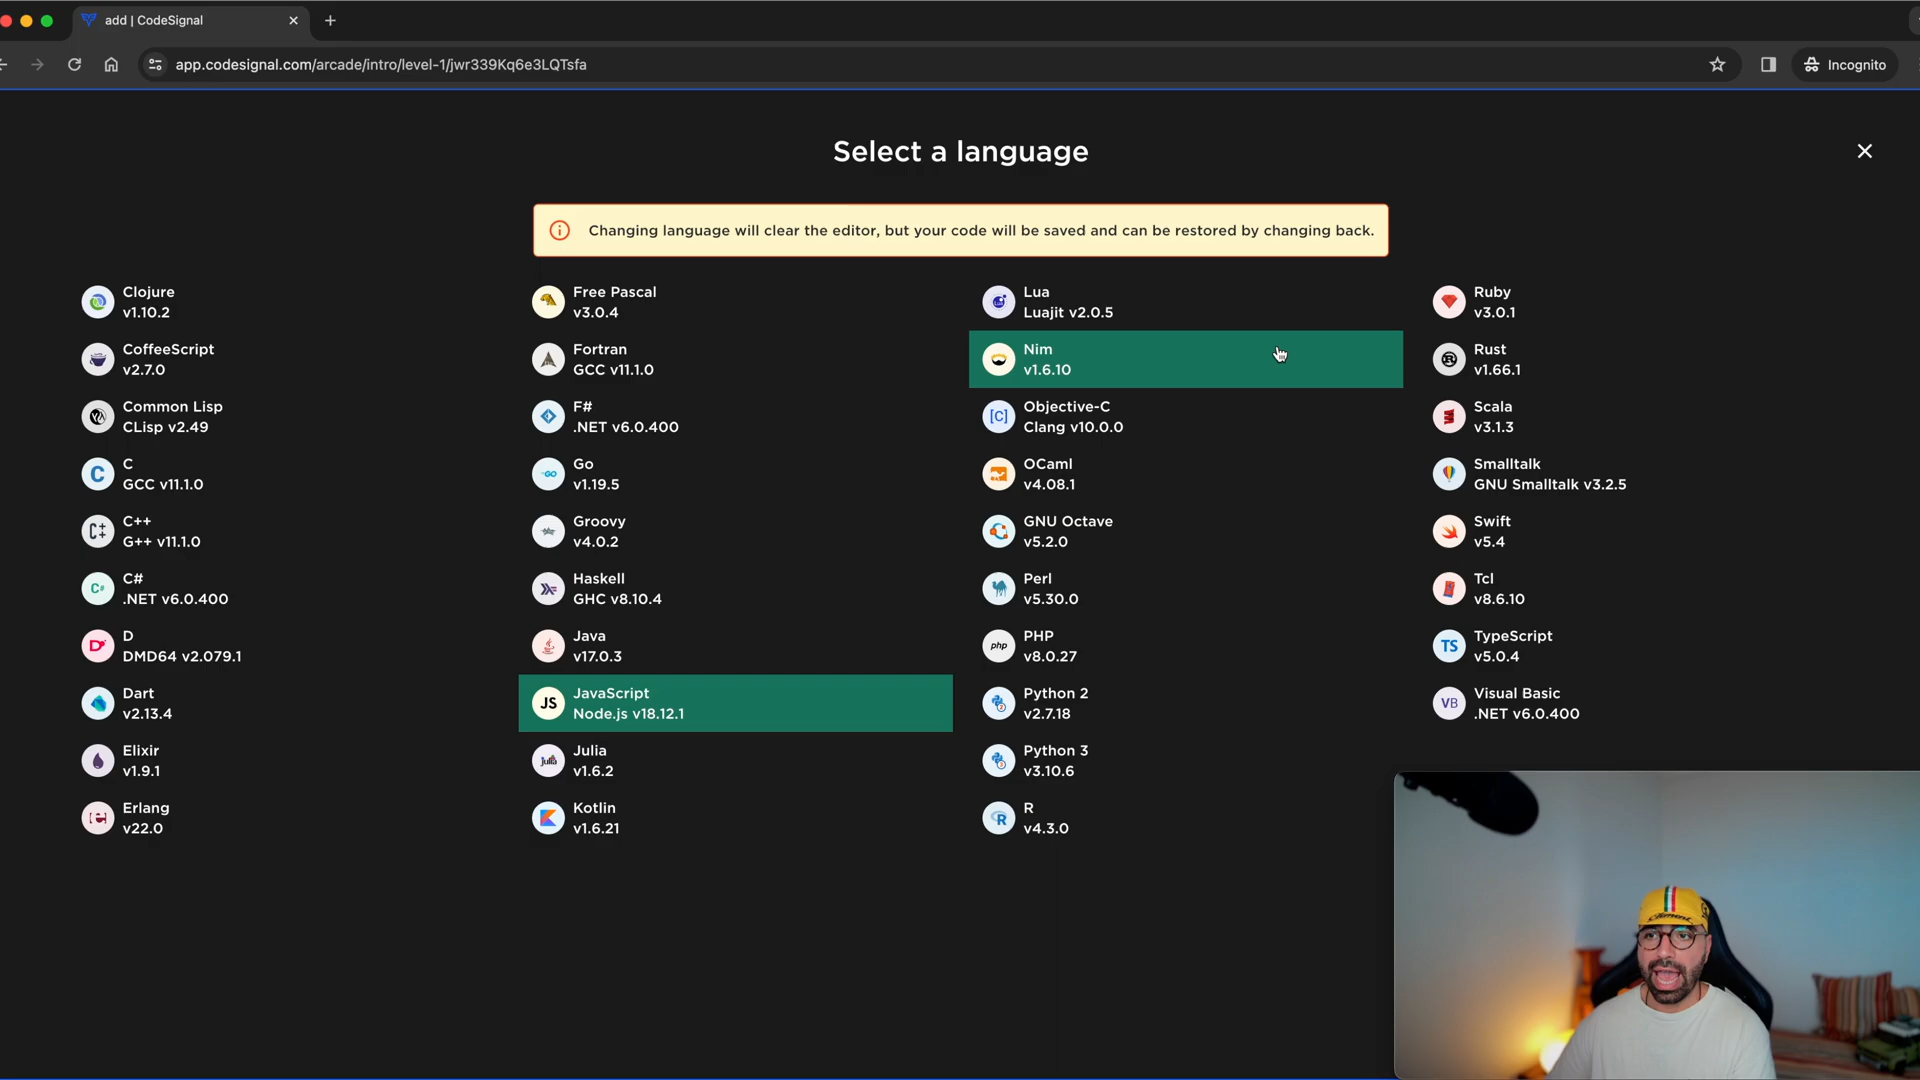 add | CodeSignal
app.codesignal.com/arcade/intro/level-1/jwr339Kq6e3LQTsfa
Incognito
Select a language
Changing language will clear the editor, but your code will be saved and can be restored by changing back.
Clojure
v1.10.2
CoffeeScript
v2.7.0
Common Lisp
CLisp v2.49
C
C
GCC v11.1.0
C++
G++ v11.1.0
C#
.NET v6.0.400
D
DMD64 v2.079.1
Dart
v2.13.4
Elixir
v1.9.1
Erlang
v22.0
Free Pascal
v3.0.4
Fortran
GCC v11.1.0
F#
.NET v6.0.400
GO
Go
v1.19.5
Groovy
v4.0.2
Haskell
GHC v8.10.4
Java
v17.0.3
JS
JavaScript
Node.js v18.12.1
Julia
v1.6.2
Kotlin
v1.6.21
Lua
Luajit v2.0.5
Nim
v1.6.10
[C]
Objective-C
Clang v10.0.0
OCaml
v4.08.1
GNU Octave
v5.2.0
Perl
v5.30.0
php
PHP
v8.0.27
Python 2
v2.7.18
Python 3
v3.10.6
R
R
v4.3.0
Ruby
v3.0.1
Rust
v1.66.1
Scala
v3.1.3
Smalltalk
GNU Smalltalk v3.2.5
Swift
v5.4
Tcl
v8.6.10
TS
TypeScript
v5.0.4
VB
Visual Basic
.NET v6.0.400